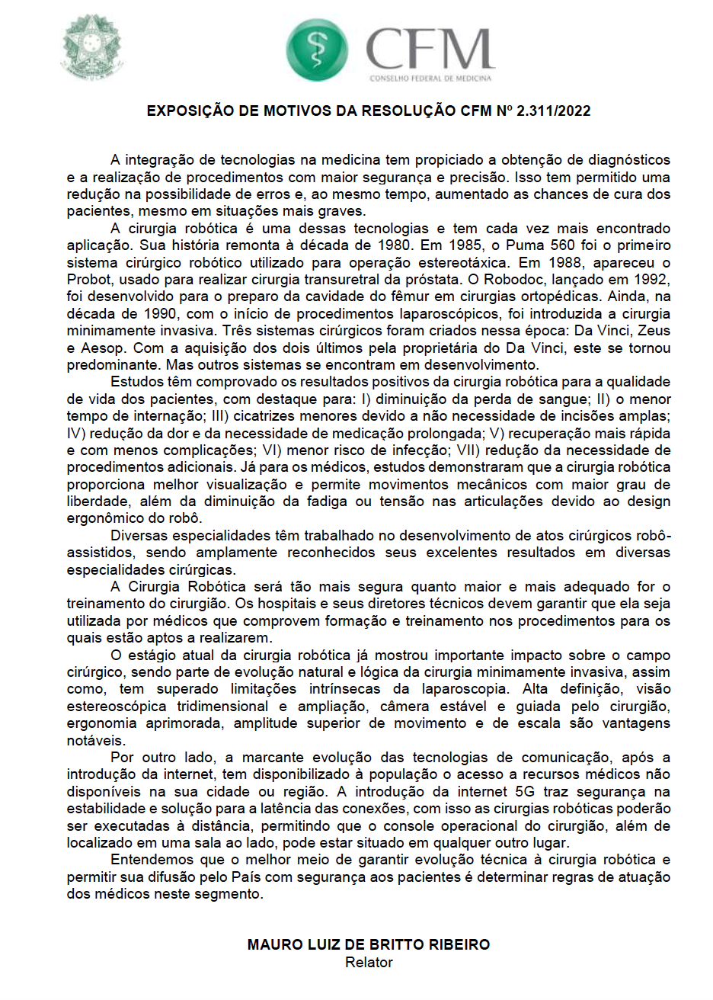 CFM
CONSELHO FEDERAL DE MEDICINA
EXPOSIÇÃO DE MOTIVOS DA RESOLUÇÃO CFM Nº 2.311/2022
A integração de tecnologias na medicina tem propiciado a obtenção de diagnósticos
e a realização de procedimentos com maior segurança e precisão. Isso tem permitido uma
redução na possibilidade de erros e, ao mesmo tempo, aumentado as chances de cura dos
pacientes, mesmo em situações mais graves.
A cirurgia robótica é uma dessas tecnologias e tem cada vez mais encontrado
aplicação. Sua história remonta à década de 1980. Em 1985, o Puma 560 foi o primeiro
sistema cirúrgico robótico utilizado para operação estereotáxica. Em 1988, apareceu o
Probot, usado para realizar cirurgia transuretral da próstata. O Robodoc, lançado em 1992,
foi desenvolvido para o preparo da cavidade do fêmur em cirurgias ortopédicas. Ainda, na
década de 1990, com o início de procedimentos laparoscópicos, foi introduzida a cirurgia
minimamente invasiva. Três sistemas cirúrgicos foram criados nessa época: Da Vinci, Zeus
e Aesop. Com a aquisição dos dois últimos pela proprietária do Da Vinci, este se tornou
predominante. Mas outros sistemas se encontram em desenvolvimento.
Estudos têm comprovado os resultados positivos da cirurgia robótica para a qualidade
de vida dos pacientes, com destaque para: I) diminuição da perda de sangue; II) o menor
tempo de internação; III) cicatrizes menores devido a não necessidade de incisões amplas;
IV) redução da dor e da necessidade de medicação prolongada; V) recuperação mais rápida
e com menos complicações; VI) menor risco de infecção; VII) redução da necessidade de
procedimentos adicionais. Já para os médicos, estudos demonstraram que a cirurgia robótica
proporciona melhor visualização e permite movimentos mecânicos com maior grau de
liberdade, além da diminuição da fadiga ou tensão nas articulações devido ao design
ergonômico do robô.
Diversas especialidades têm trabalhado no desenvolvimento de atos cirúrgicos robô-
assistidos, sendo amplamente reconhecidos seus excelentes resultados em diversas
especialidades cirúrgicas.
A Cirurgia Robótica será tão mais segura quanto maior e mais adequado for o
treinamento do cirurgião. Os hospitais e seus diretores técnicos devem garantir que ela seja
utilizada por médicos que comprovem formação e treinamento nos procedimentos para os
quais estão aptos a realizarem.
O estágio atual da cirurgia robótica já mostrou importante impacto sobre o campo
cirúrgico, sendo parte de evolução natural e lógica da cirurgia minimamente invasiva, assim
como, tem superado limitações intrínsecas da laparoscopia. Alta definição, visão
estereoscópica tridimensional e ampliação, câmera estável e guiada pelo cirurgião,
ergonomia aprimorada, amplitude superior de movimento e de escala são vantagens
notáveis.
Por outro lado, a marcante evolução das tecnologias de comunicação, após a
introdução da internet, tem disponibilizado à população o acesso a recursos médicos não
disponíveis na sua cidade ou região. A introdução da internet 5G traz segurança na
estabilidade e solução para a latência das conexões, com isso as cirurgias robóticas poderão
ser executadas à distância, permitindo que o console operacional do cirurgião, além de
localizado em uma sala ao lado, pode estar situado em qualquer outro lugar.
Entendemos que o melhor meio de garantir evolução técnica à cirurgia robótica e
permitir sua difusão pelo País com segurança aos pacientes é determinar regras de atuação
dos médicos neste segmento.
MAURO LUIZ DE BRITTO RIBEIRO
Relator